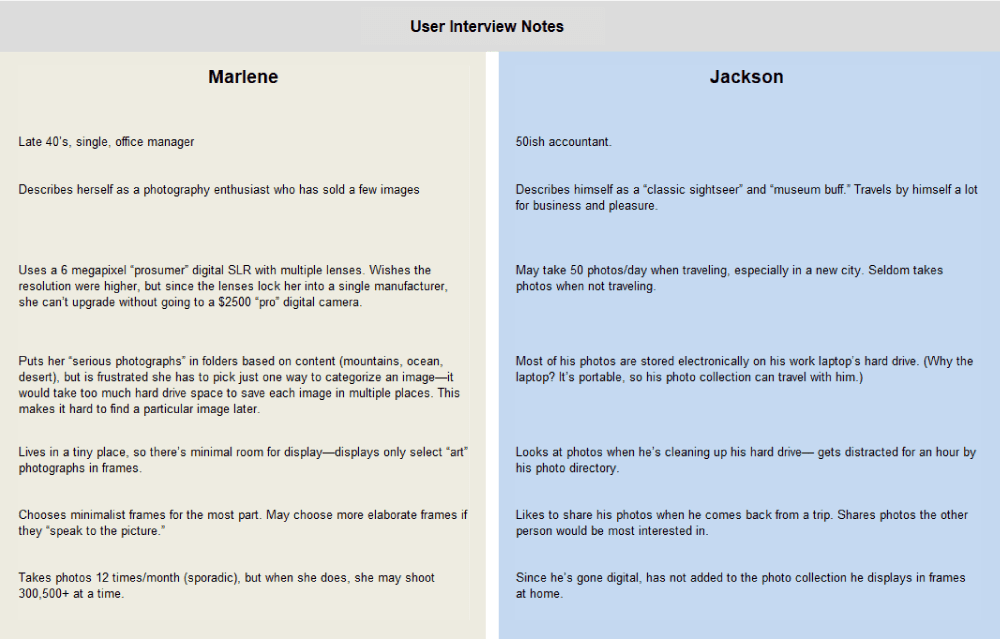 User Interview Notes
Marlene
Late 40's, single, office manager
Describes herself as a photography enthusiast who has sold a few images
Uses a 6 megapixel “prosumer” digital SLR with multiple lenses. Wishes the
resolution were higher, but since the lenses lock her into a single manufacturer,
she can’t upgrade without going to a $2500 “pro” digital camera.
Puts her “serious photographs” in folders based on content (mountains, ocean,
desert), but is frustrated she has to pick just one way to categorize an image—it
would take too much hard drive space to save each image in multiple places. This
makes it hard to find a particular image later.
Lives in a tiny place, so there’s minimal room for display—displays only select “art”
photographs in frames.
Chooses minimalist frames for the most part. May choose more elaborate frames if
they “speak to the picture.”
Takes photos 12 times/month (sporadic), but when she does, she may shoot
300,500+ at a time.
Jackson
50ish accountant.
Describes himself as a “classic sightseer” and “museum buff.” Travels by himself a lot
for business and pleasure.
May take 50 photos/day when traveling, especially in a new city. Seldom takes
photos when not traveling.
Most of his photos are stored electronically on his work laptop’s hard drive. (Why the
laptop? It’s portable, so his photo collection can travel with him.)
Looks at photos when he’s cleaning up his hard drive— gets distracted for an hour by
his photo directory.
Likes to share his photos when he comes back from a trip. Shares photos the other
person would be most interested in.
Since he’s gone digital, has not added to the photo collection he displays in frames
at home.